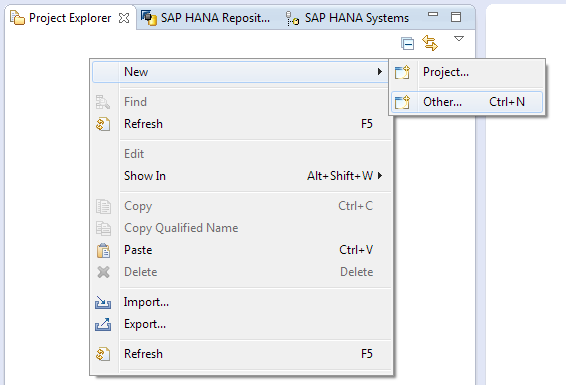 Project Explorer SAP HANA Reposit... SAP HANA Systems
New
Project...
Other... Ctrl+N
Find
Refresh F5
Edit
Show In Alt+Shift+W
Copy Ctrl+C
Copy Qualified Name
Paste Ctrl+V
Delete Delete
Import...
Export...
Refresh F5